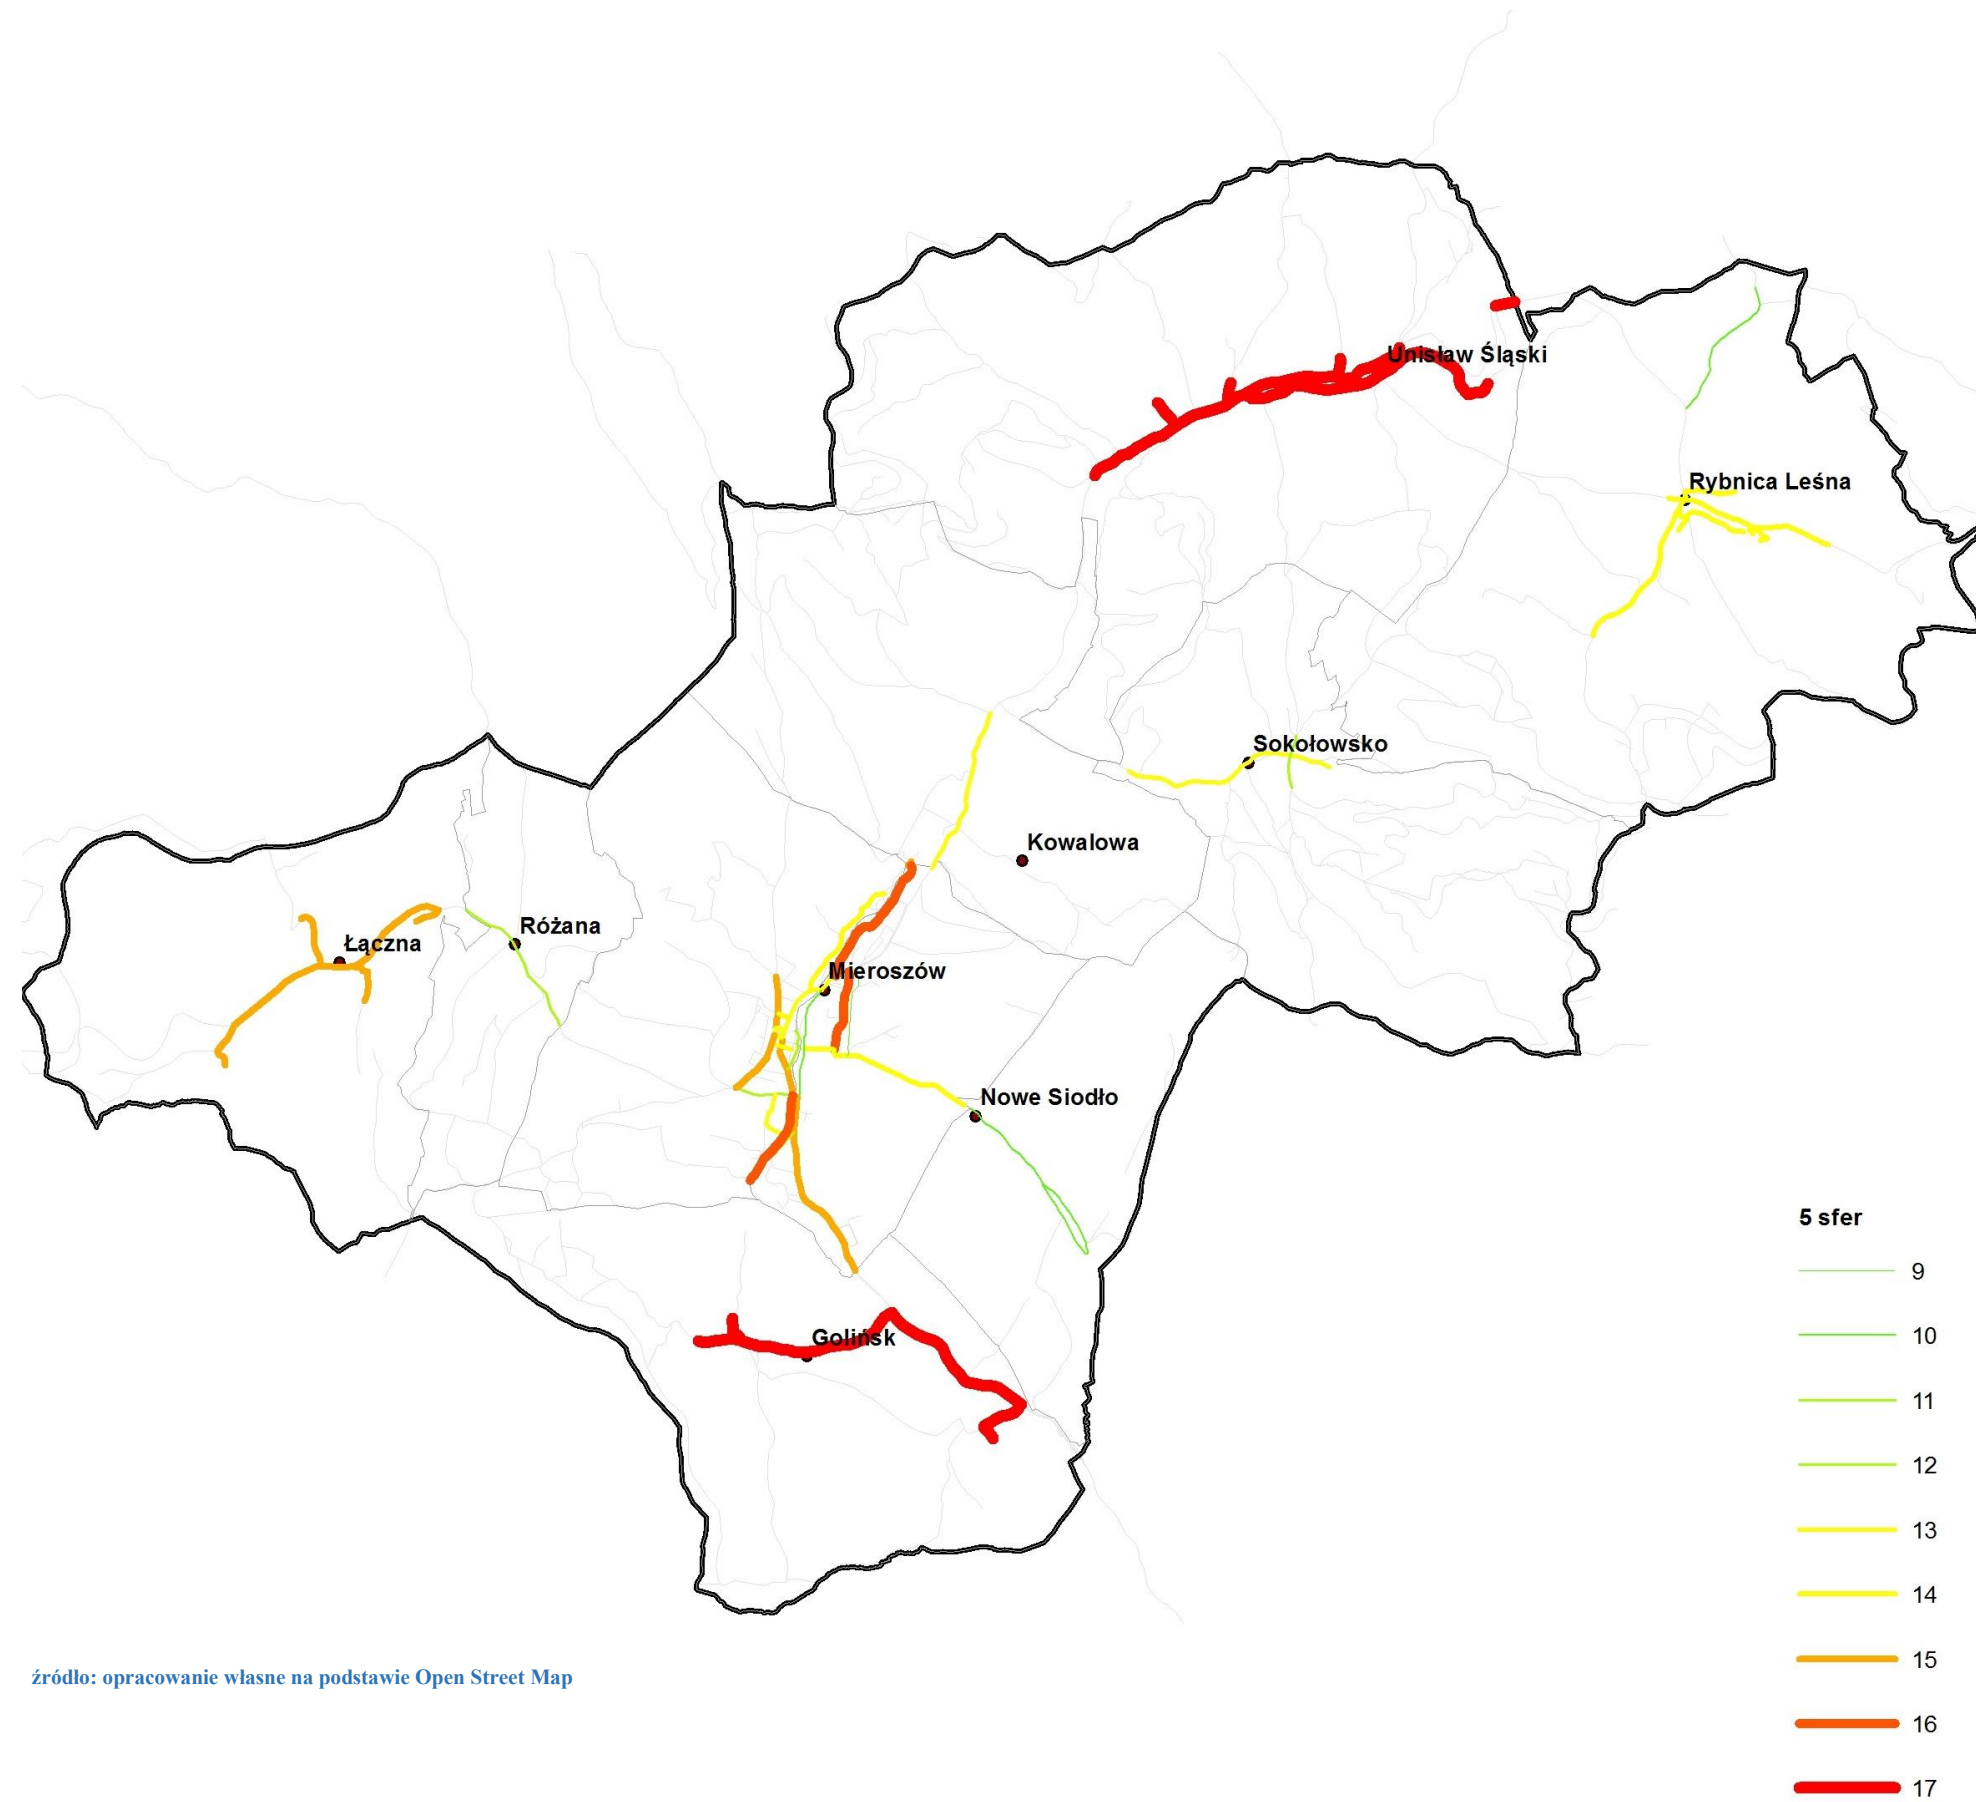 Unisław Śląski
Rybnica Leśna
Sokołowsko
Kowalowa
Różana
Łączna
Mieroszów
Nowe Siodło
Golińsk
5 sfer
9
10
11
12
13
14
15
16
17
źródło: opracowanie własne na podstawie Open Street Map